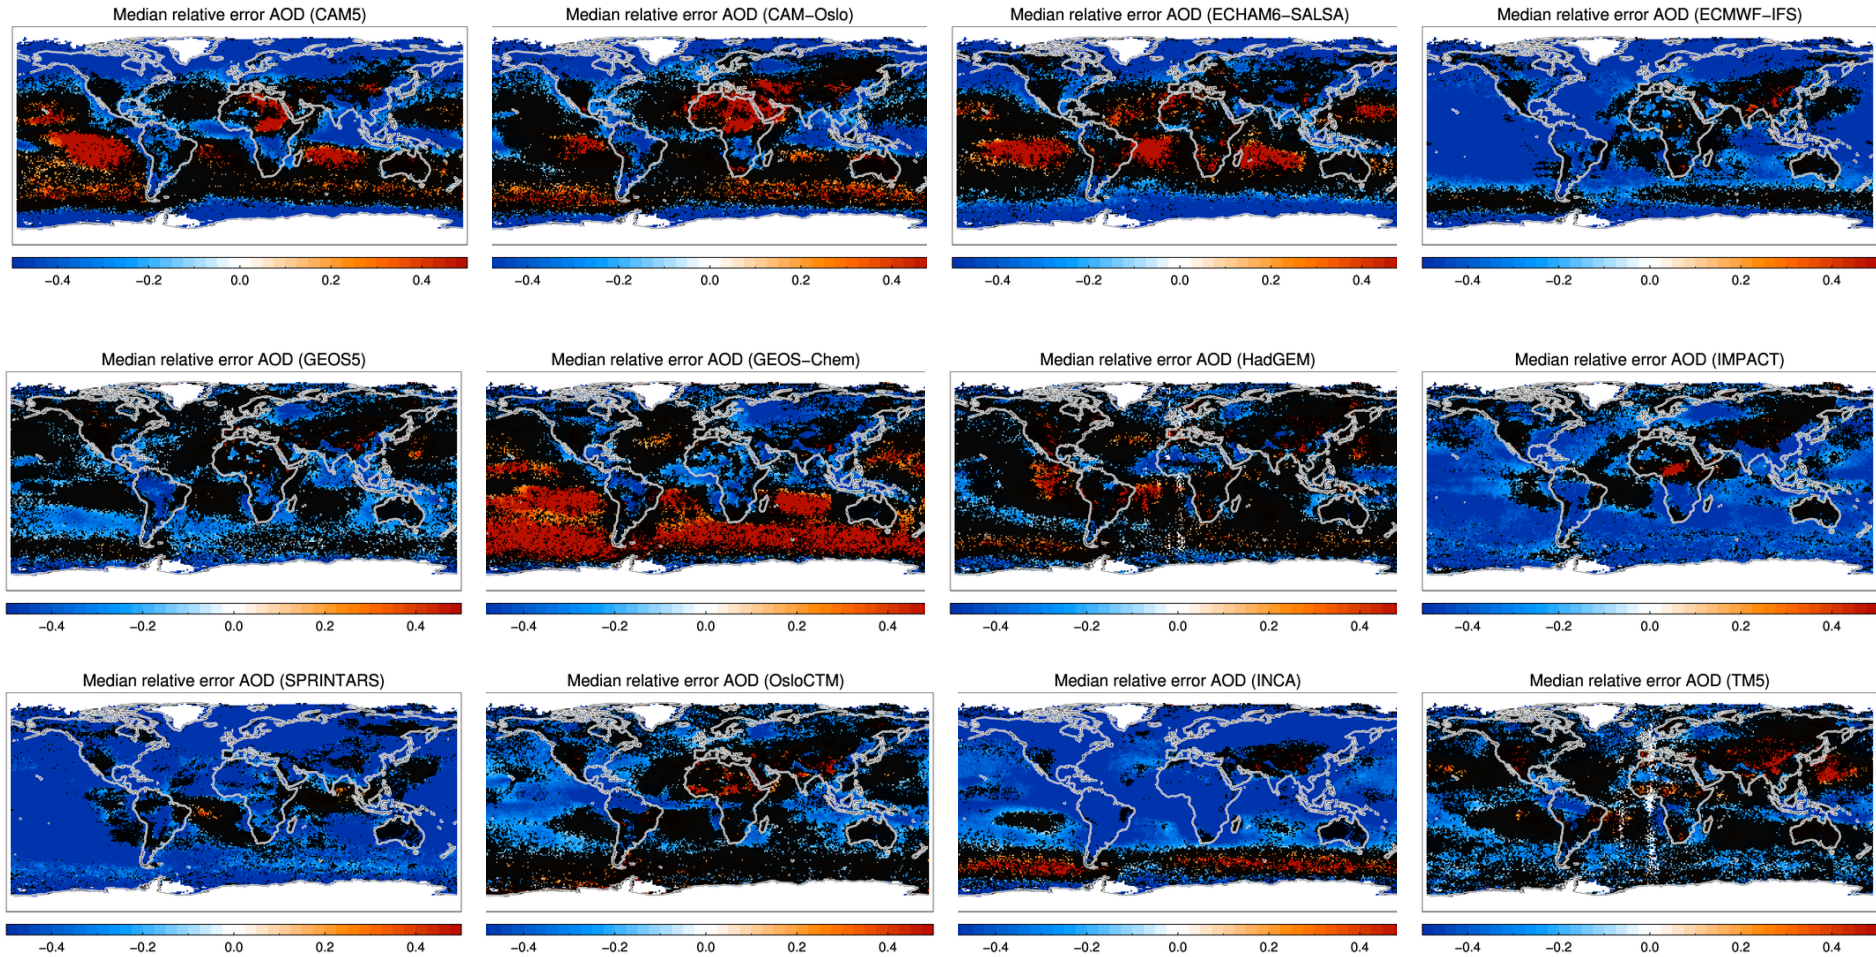 Median relative error AOD (CAM5)
Median relative error AOD (CAM−Oslo)
Median relative error AOD (ECHAM6−SALSA)
Median relative error AOD (ECMWF−IFS)
−0.4 −0.2 0.0 0.2 0.4
−0.4 −0.2 0.0 0.2 0.4
−0.4 −0.2 0.0 0.2 0.4
−0.4 −0.2 0.0 0.2 0.4
Median relative error AOD (GEOS5)
Median relative error AOD (GEOS−Chem)
Median relative error AOD (HadGEM)
Median relative error AOD (IMPACT)
−0.4 −0.2 0.0 0.2 0.4
−0.4 −0.2 0.0 0.2 0.4
−0.4 −0.2 0.0 0.2 0.4
−0.4 −0.2 0.0 0.2 0.4
Median relative error AOD (SPRINTARS)
Median relative error AOD (OsloCTM)
Median relative error AOD (INCA)
Median relative error AOD (TM5)
−0.4 −0.2 0.0 0.2 0.4
−0.4 −0.2 0.0 0.2 0.4
−0.4 −0.2 0.0 0.2 0.4
−0.4 −0.2 0.0 0.2 0.4